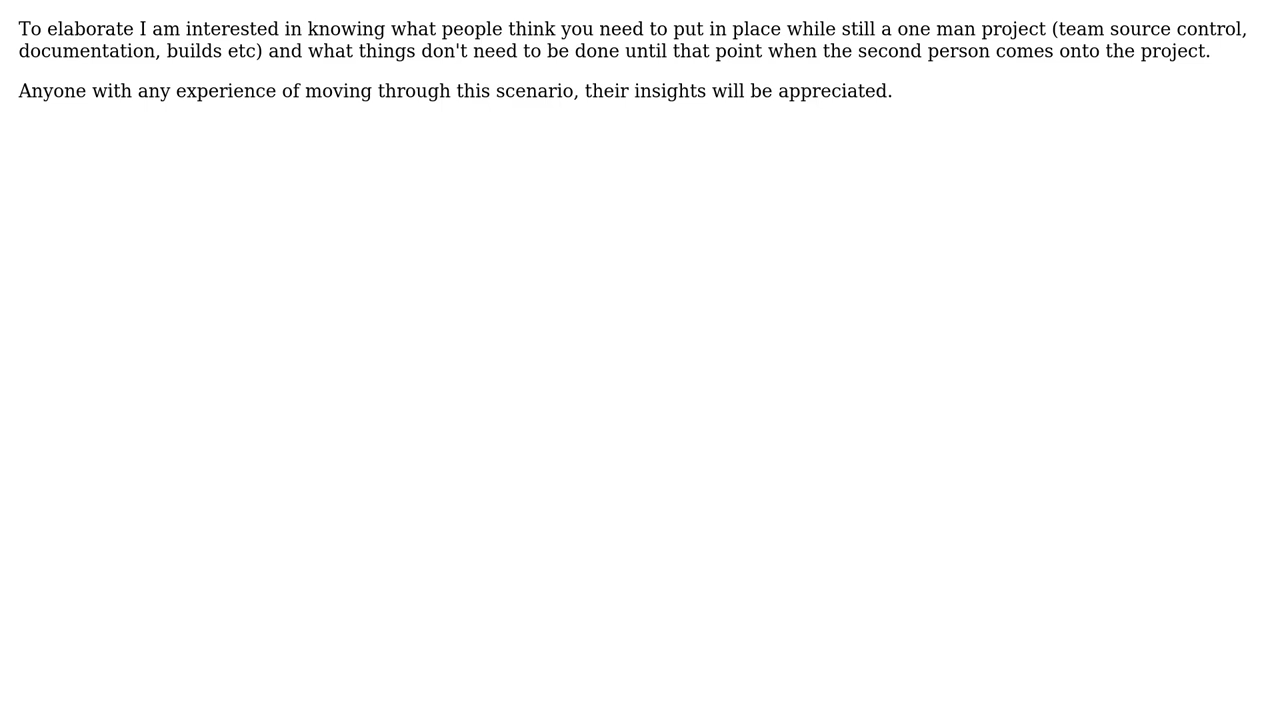 To elaborate I am interested in knowing what people think you need to put in place while still a one man project (team source control,
documentation, builds etc) and what things don't need to be done until that point when the second person comes onto the project.
Anyone with any experience of moving through this scenario, their insights will be appreciated.